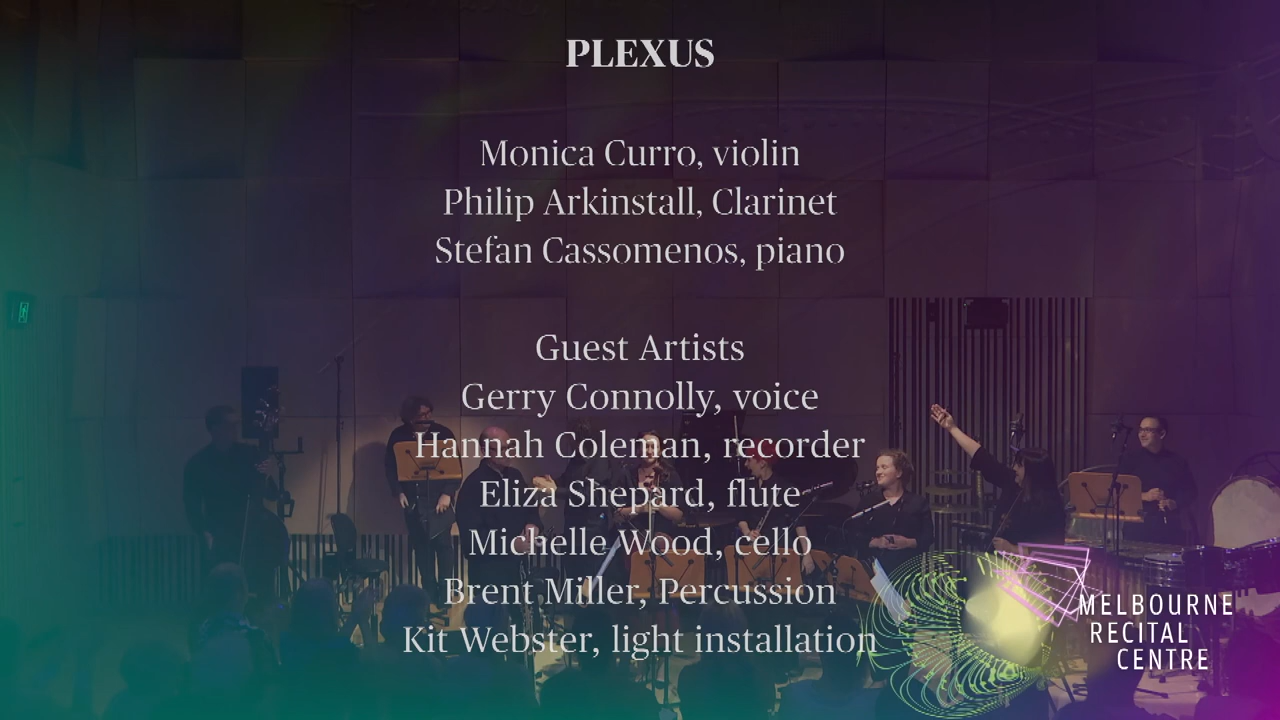 PLEXUS
Monica Curro, violin
Philip Arkinstall, Clarinet
Stefan Cassomenos, piano
Guest Artists
Gerry Connolly, voice
Hannah Coleman, recorder
Eliza Shepard, flute
Michelle Wood, cello
Brent Miller, Percussion
Kit Webster, light installation
MELBOURNE
RECITAL
CENTRE